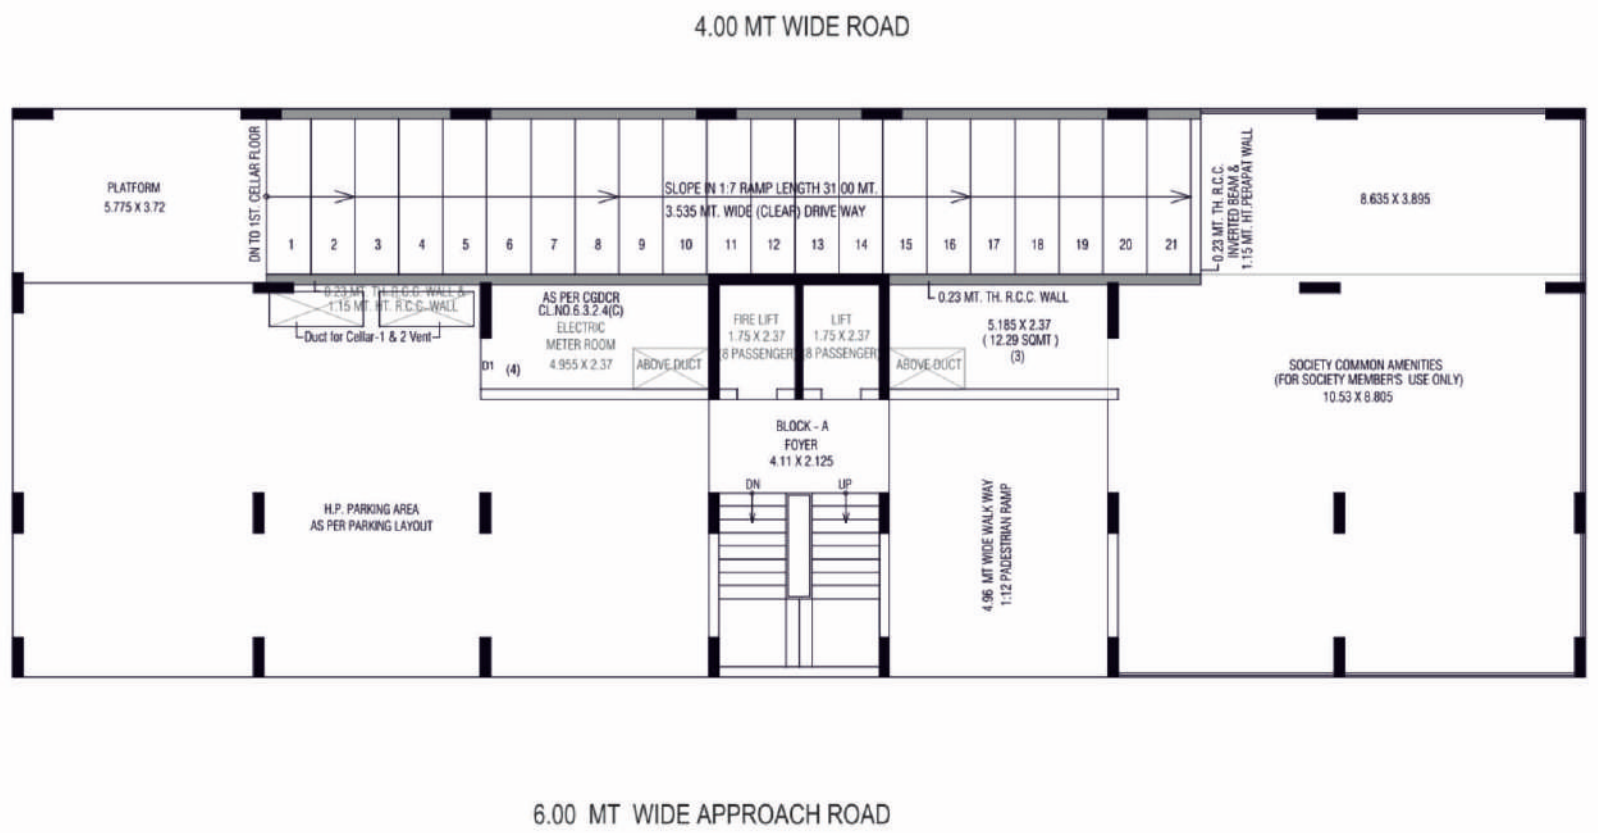 4.00 MT WIDE ROAD
PLATFORM
5.775 X 3.72
DN TO 1ST. CELLAR FLOOR
SLOPE IN 1:7 RAMP LENGTH 31.00 MT.
3.535 MT. WIDE (CLEAR) DRIVE WAY
1 2 3 4 5 6 7 8 9 10 11 12 13 14 15 16 17 18 19 20 21
0.23 MT. TH. R.C.C.
INVERTED BEAM &
1.15 MT. HT.PERAPAT WALL
8.635 X 3.895
0.23 MT. TH. R.C.C. WALL &
1.15 MT. HT. R.C.C. WALL
Duct for Cellar-1 & 2 Vent
AS PER CGDCR
CL.NO.6.3.2.4(C)
ELECTRIC
METER ROOM
4.955 X 2.37
D1 (4)
ABOVE DUCT
FIRE LIFT
1.75 X 2.37
(8 PASSENGER)
LIFT
1.75 X 2.37
(8 PASSENGER)
0.23 MT. TH. R.C.C. WALL
5.185 X 2.37
( 12.29 SQMT )
(3)
ABOVE DUCT
SOCIETY COMMON AMENITIES
(FOR SOCIETY MEMBER'S USE ONLY)
10.53 X 8.805
BLOCK - A
FOYER
4.11 X 2.125
DN UP
H.P. PARKING AREA
AS PER PARKING LAYOUT
4.96 MT WIDE WALK WAY
1:12 PADESTRIAN RAMP
6.00 MT WIDE APPROACH ROAD